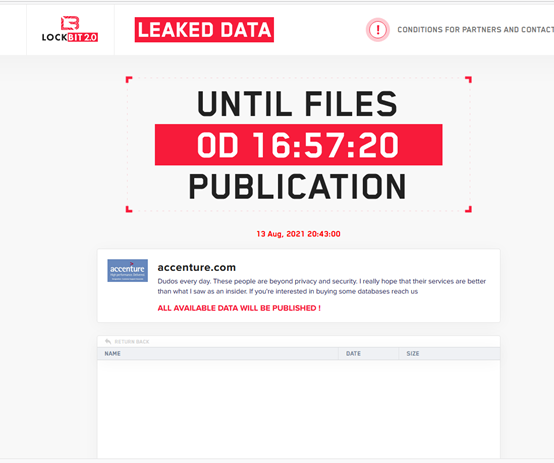 LOCKBIT 2.0
LEAKED DATA
CONDITIONS FOR PARTNERS AND CONTACT
UNTIL FILES
0D 16:57:20
PUBLICATION
13 Aug, 2021 20:43:00
accenture
accenture.com
Dudos every day. These people are beyond privacy and security. I really hope that their services are better
than what I saw as an insider. If you're interested in buying some databases reach us
ALL AVAILABLE DATA WILL BE PUBLISHED !
RETURN BACK
NAME DATE SIZE